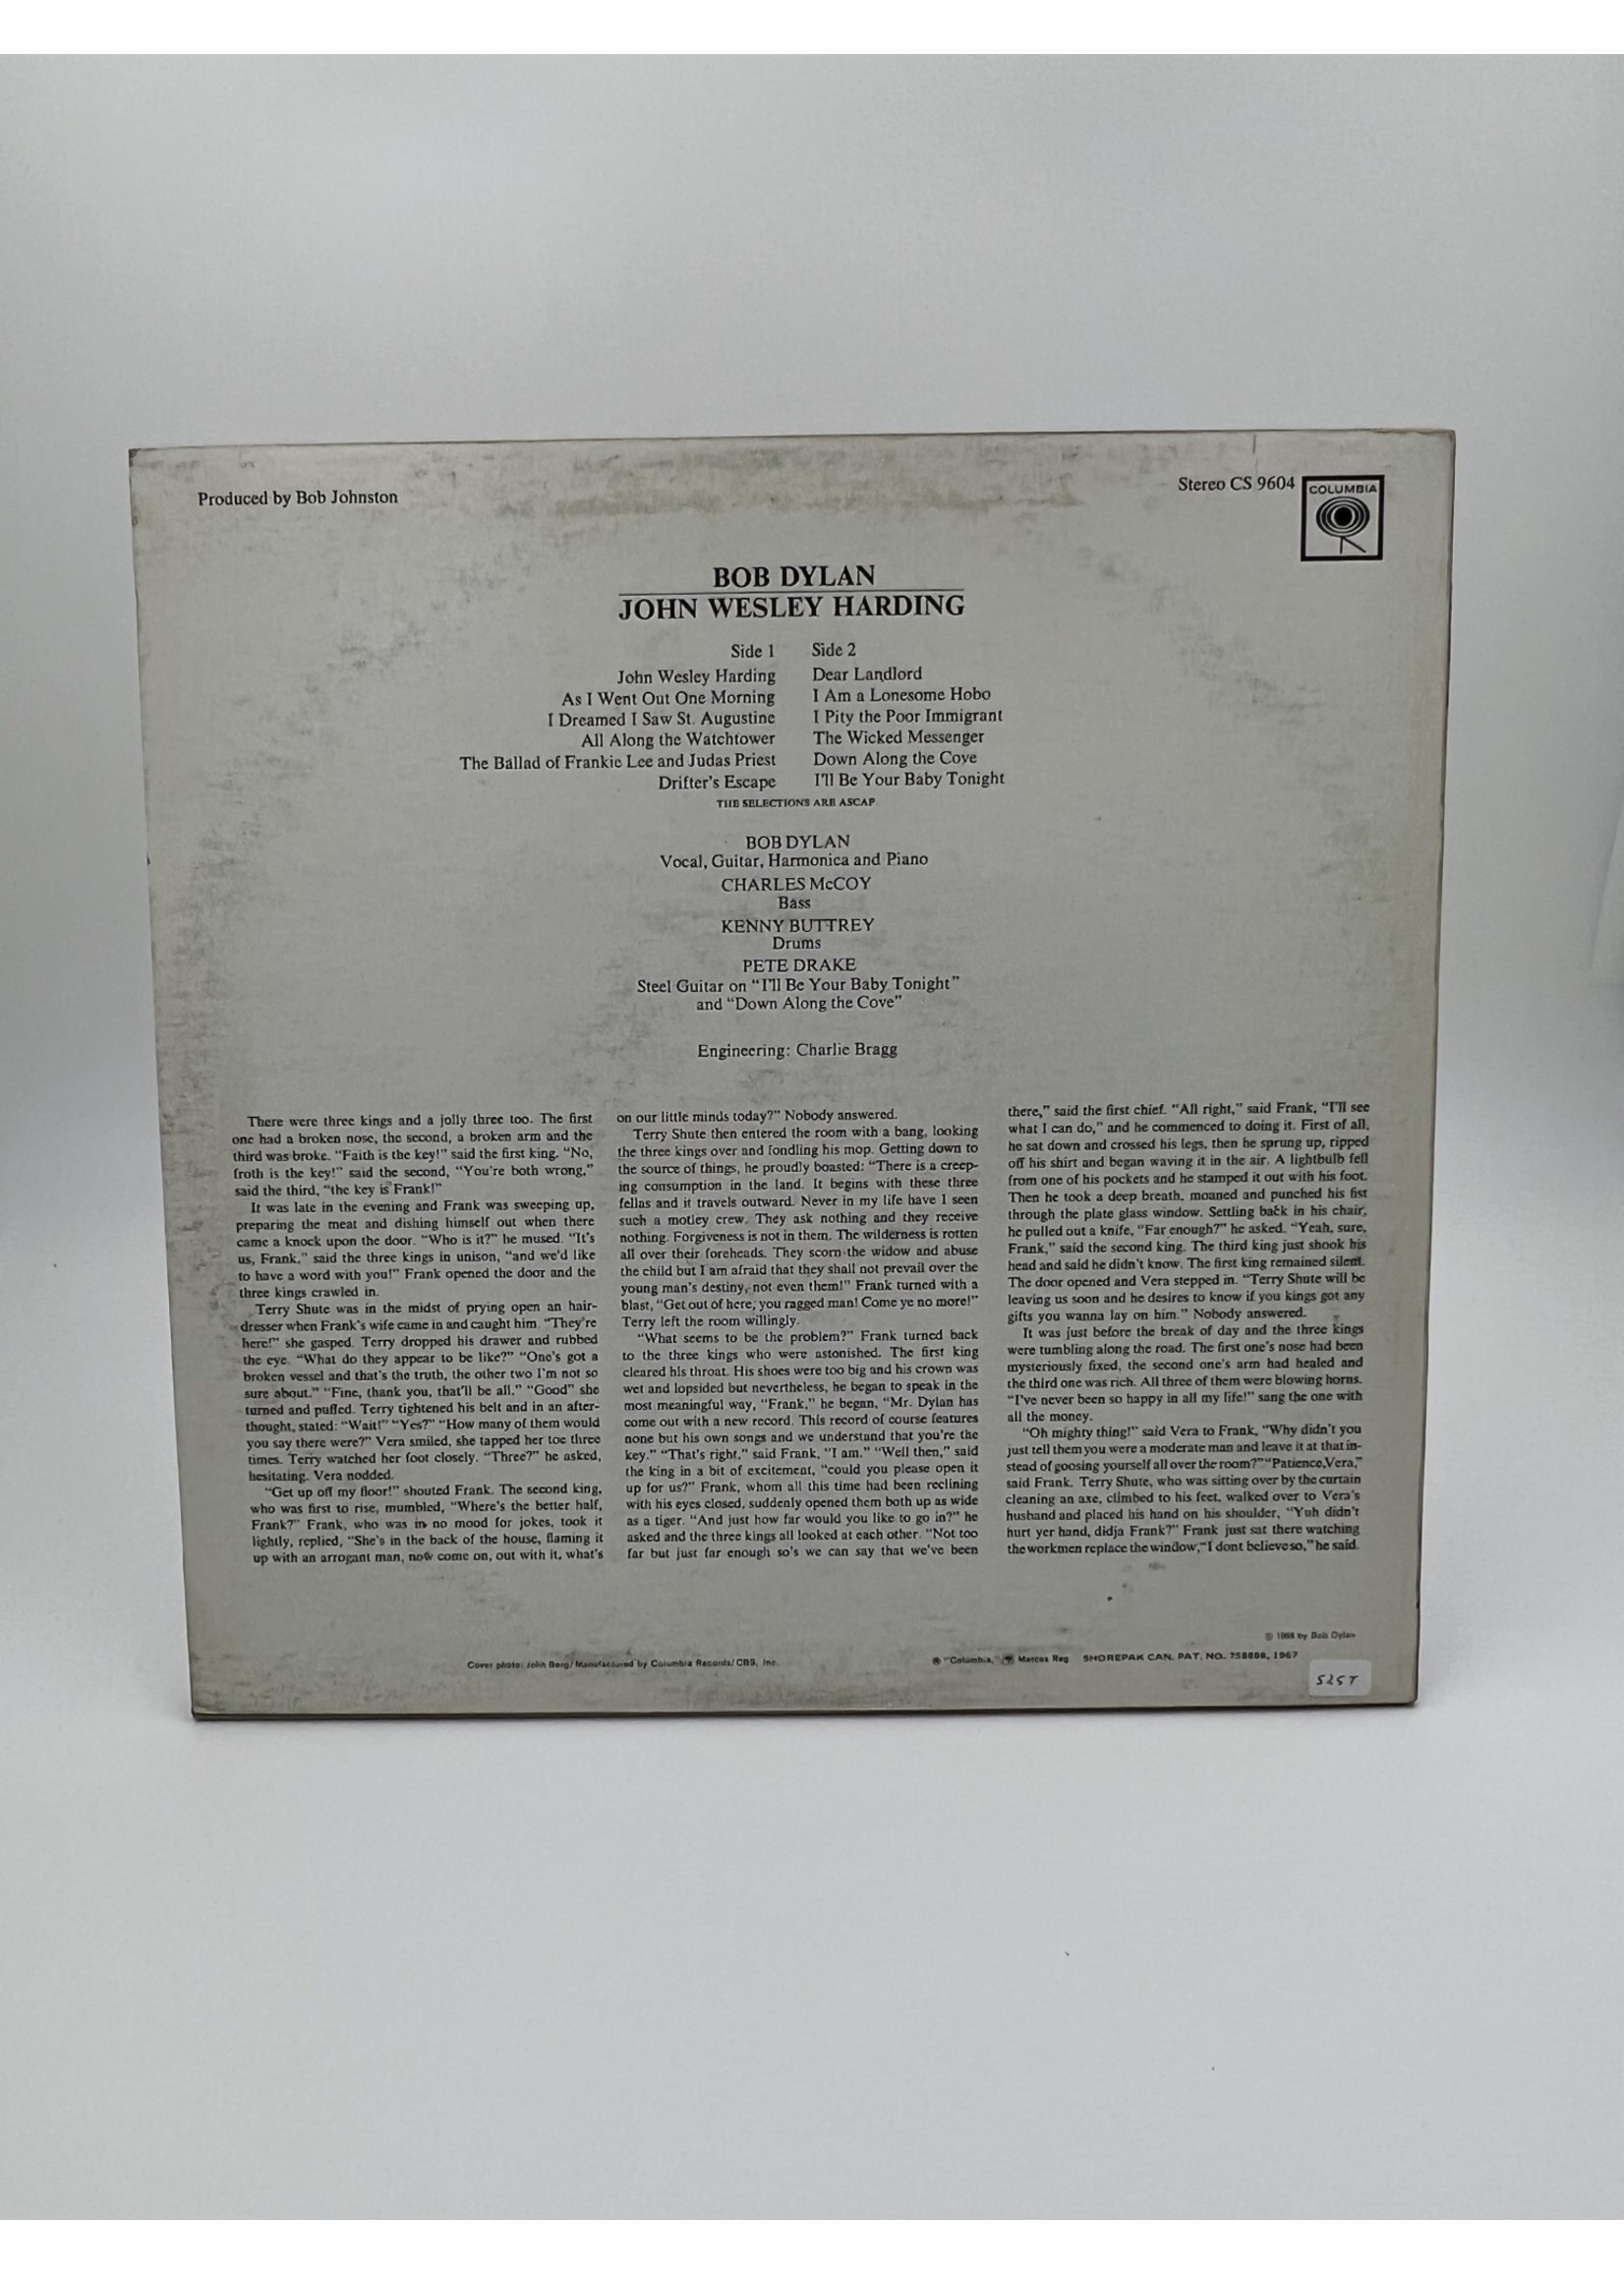 Produced by Bob Johnston
Stereo CS 9604
COLUMBIA
BOB DYLAN
JOHN WESLEY HARDING
Side 1
John Wesley Harding
As I Went Out One Morning
I Dreamed I Saw St. Augustine
All Along the Watchtower
The Ballad of Frankie Lee and Judas Priest
Drifter's Escape
Side 2
Dear Landlord
I Am a Lonesome Hobo
I Pity the Poor Immigrant
The Wicked Messenger
Down Along the Cove
I'll Be Your Baby Tonight
THE SELECTIONS ARE ASCAP
BOB DYLAN
Vocal, Guitar, Harmonica and Piano
CHARLES McCOY
Bass
KENNY BUTTREY
Drums
PETE DRAKE
Steel Guitar on “I'll Be Your Baby Tonight”
and “Down Along the Cove”
Engineering: Charlie Bragg
There were three kings and a jolly three too. The first
one had a broken nose, the second, a broken arm and the
third was broke. “Faith is the key!” said the first king. “No,
froth is the key!” said the second, “You're both wrong,”
said the third, “the key is Frank!”
It was late in the evening and Frank was sweeping up,
preparing the meat and dishing himself out when there
came a knock upon the door. “Who is it?” he mused. “It's
us, Frank,” said the three kings in unison, “and we'd like
to have a word with you!” Frank opened the door and the
three kings crawled in.
Terry Shute was in the midst of prying open an hair-
dresser when Frank's wife came in and caught him. “They're
here!” she gasped. Terry dropped his drawer and rubbed
the eye. “What do they appear to be like?” “One's got a
broken vessel and that's the truth, the other two I'm not so
sure about.” “Fine, thank you, that'll be all.” “Good” she
turned and puffed. Terry tightened his belt and in an after-
thought, stated: “Wait!” “Yes?” “How many of them would
you say there were?” Vera smiled, she tapped her toe three
times. Terry watched her foot closely. “Three?” he asked,
hesitating. Vera nodded.
“Get up off my floor!” shouted Frank. The second king,
who was first to rise, mumbled, “Where's the better half,
Frank?” Frank, who was in no mood for jokes, took it
lightly, replied, “She's in the back of the house, flaming it
up with an arrogant man, now come on, out with it, what's
on our little minds today?” Nobody answered.
Terry Shute then entered the room with a bang, looking
the three kings over and fondling his mop. Getting down to
the source of things, he proudly boasted: “There is a creep-
ing consumption in the land. It begins with these three
fellas and it travels outward. Never in my life have I seen
such a motley crew. They ask nothing and they receive
nothing. Forgiveness is not in them. The wilderness is rotten
all over their foreheads. They scorn the widow and abuse
the child but I am afraid that they shall not prevail over the
young man's destiny, not even them!” Frank turned with a
blast, “Get out of here, you ragged man! Come ye no more!”
Terry left the room willingly.
“What seems to be the problem?” Frank turned back
to the three kings who were astonished. The first king
cleared his throat. His shoes were too big and his crown was
wet and lopsided but nevertheless, he began to speak in the
most meaningful way, “Frank,” he began, “Mr. Dylan has
come out with a new record. This record of course features
none but his own songs and we understand that you're the
key.” “That's right,” said Frank, “I am.” “Well then,” said
the king in a bit of excitement, “could you please open it
up for us?” Frank, whom all this time had been reclining
with his eyes closed, suddenly opened them both up as wide
as a tiger. “And just how far would you like to go in?” he
asked and the three kings all looked at each other. “Not too
far but just far enough so's we can say that we've been
there,” said the first chief. “All right,” said Frank, “I'll see
what I can do,” and he commenced to doing it. First of all,
he sat down and crossed his legs, then he sprung up, ripped
off his shirt and began waving it in the air. A lightbulb fell
from one of his pockets and he stamped it out with his foot.
Then he took a deep breath, moaned and punched his fist
through the plate glass window. Settling back in his chair,
he pulled out a knife, “Far enough?” he asked. “Yeah, sure,
Frank,” said the second king. The third king just shook his
head and said he didn't know. The first king remained silent.
The door opened and Vera stepped in. “Terry Shute will be
leaving us soon and he desires to know if you kings got any
gifts you wanna lay on him.” Nobody answered.
It was just before the break of day and the three kings
were tumbling along the road. The first one's nose had been
mysteriously fixed, the second one's arm had healed and
the third one was rich. All three of them were blowing horns.
“I've never been so happy in all my life!” sang the one with
all the money.
“Oh mighty thing!” said Vera to Frank, “Why didn't you
just tell them you were a moderate man and leave it at that in-
stead of goosing yourself all over the room?” “Patience,Vera,”
said Frank. Terry Shute, who was sitting over by the curtain
cleaning an axe, climbed to his feet, walked over to Vera's
husband and placed his hand on his shoulder, “Yuh didn't
hurt yer hand, didja Frank?” Frank just sat there watching
the workmen replace the window, “I dont believe so,” he said.
© 1968 by Bob Dylan
Cover photo: John Berg/Manufactured by Columbia Records/CBS, Inc.
® “Columbia,” Marcas Reg. SHOREPAK CAN. PAT. NO. 758888, 1967
525T